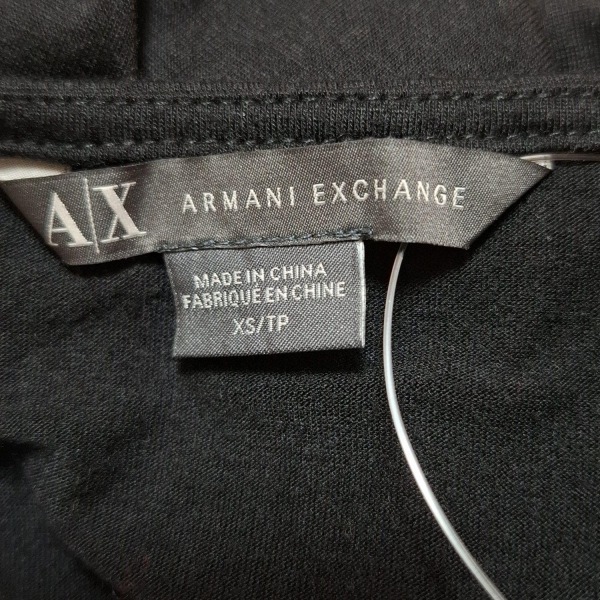 A|X ARMANI EXCHANGE
MADE IN CHINA
FABRIQUÉ EN CHINE
XS/TP